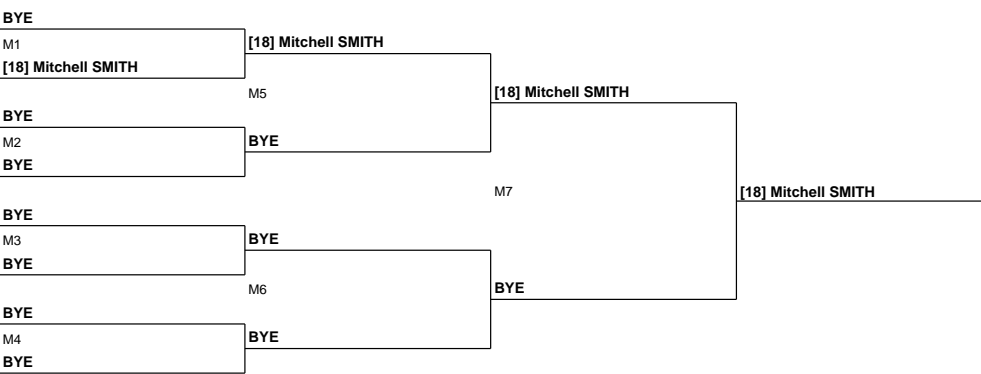 BYE
M1
[18] Mitchell SMITH
BYE
M2
BYE
BYE
M3
BYE
BYE
M4
BYE
[18] Mitchell SMITH
M5
BYE
BYE
M6
BYE
[18] Mitchell SMITH
M7
BYE
[18] Mitchell SMITH